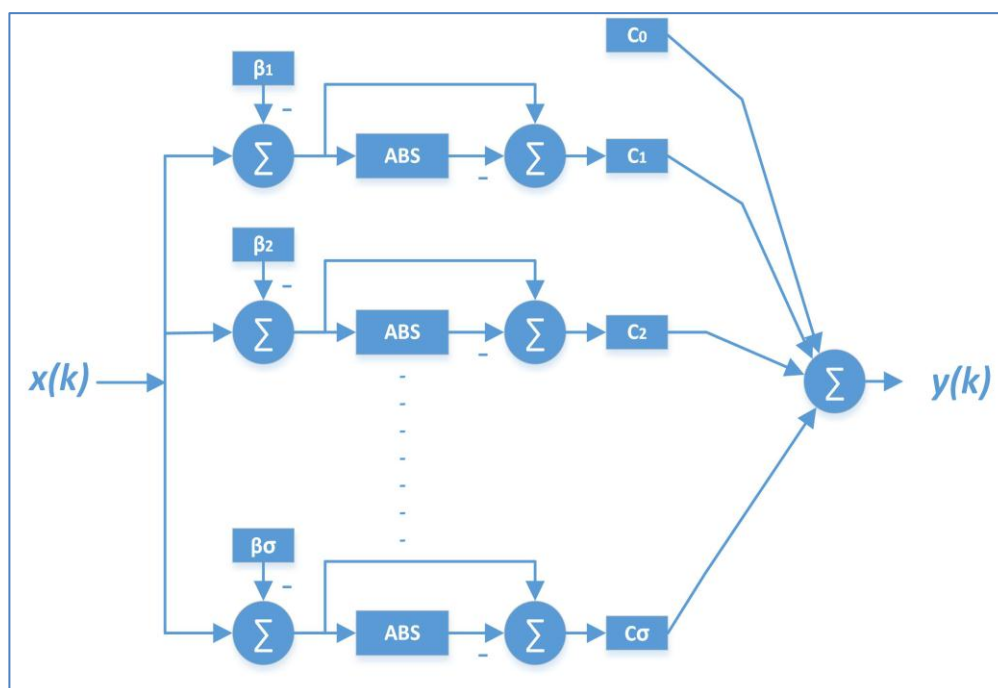 C₀
β₁
–
∑
ABS
–
∑
C₁
β₂
–
∑
ABS
–
∑
C₂
x(k)
∑
y(k)
βσ
–
∑
ABS
–
∑
Cσ